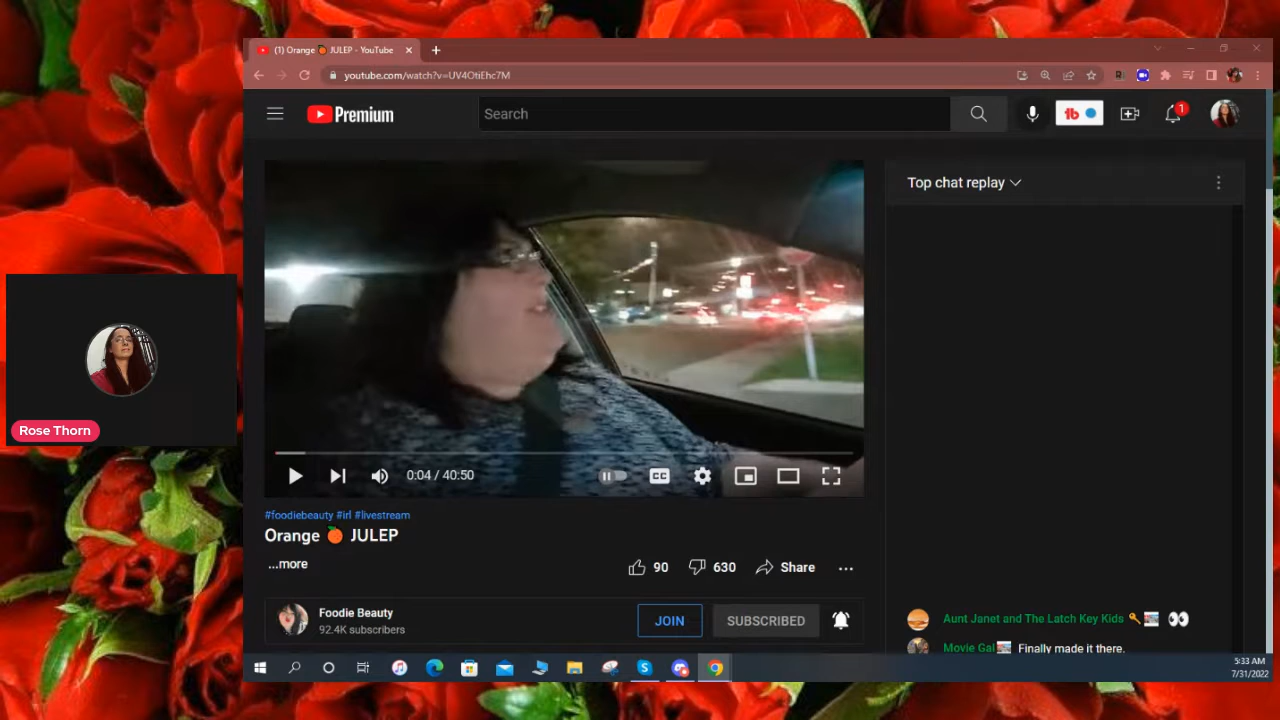 (1) Orange 🍊 JULEP - YouTube
youtube.com/watch?v=UV4OtiEhc7M
Premium
Search
1
Top chat replay
Rose Thorn
0:04 / 40:50
CC
#foodiebeauty #irl #livestream
Orange 🍊 JULEP
...more
90
630
Share
Foodie Beauty
92.4K subscribers
JOIN
SUBSCRIBED
Aunt Janet and The Latch Key Kids 🔑 👀
Movie Gal Finally made it there.
5:33 AM
7/31/2022